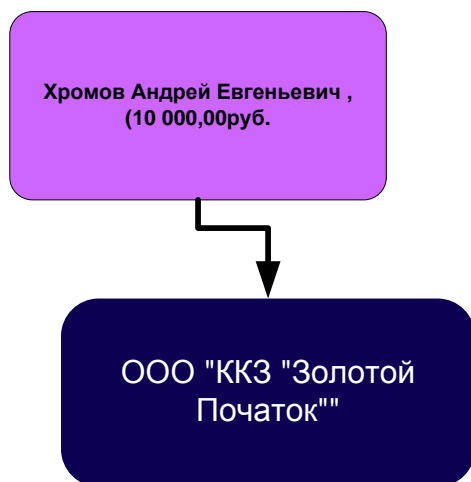 Хромов Андрей Евгеньевич ,
(10 000,00руб.
ООО "ККЗ "Золотой
Початок""